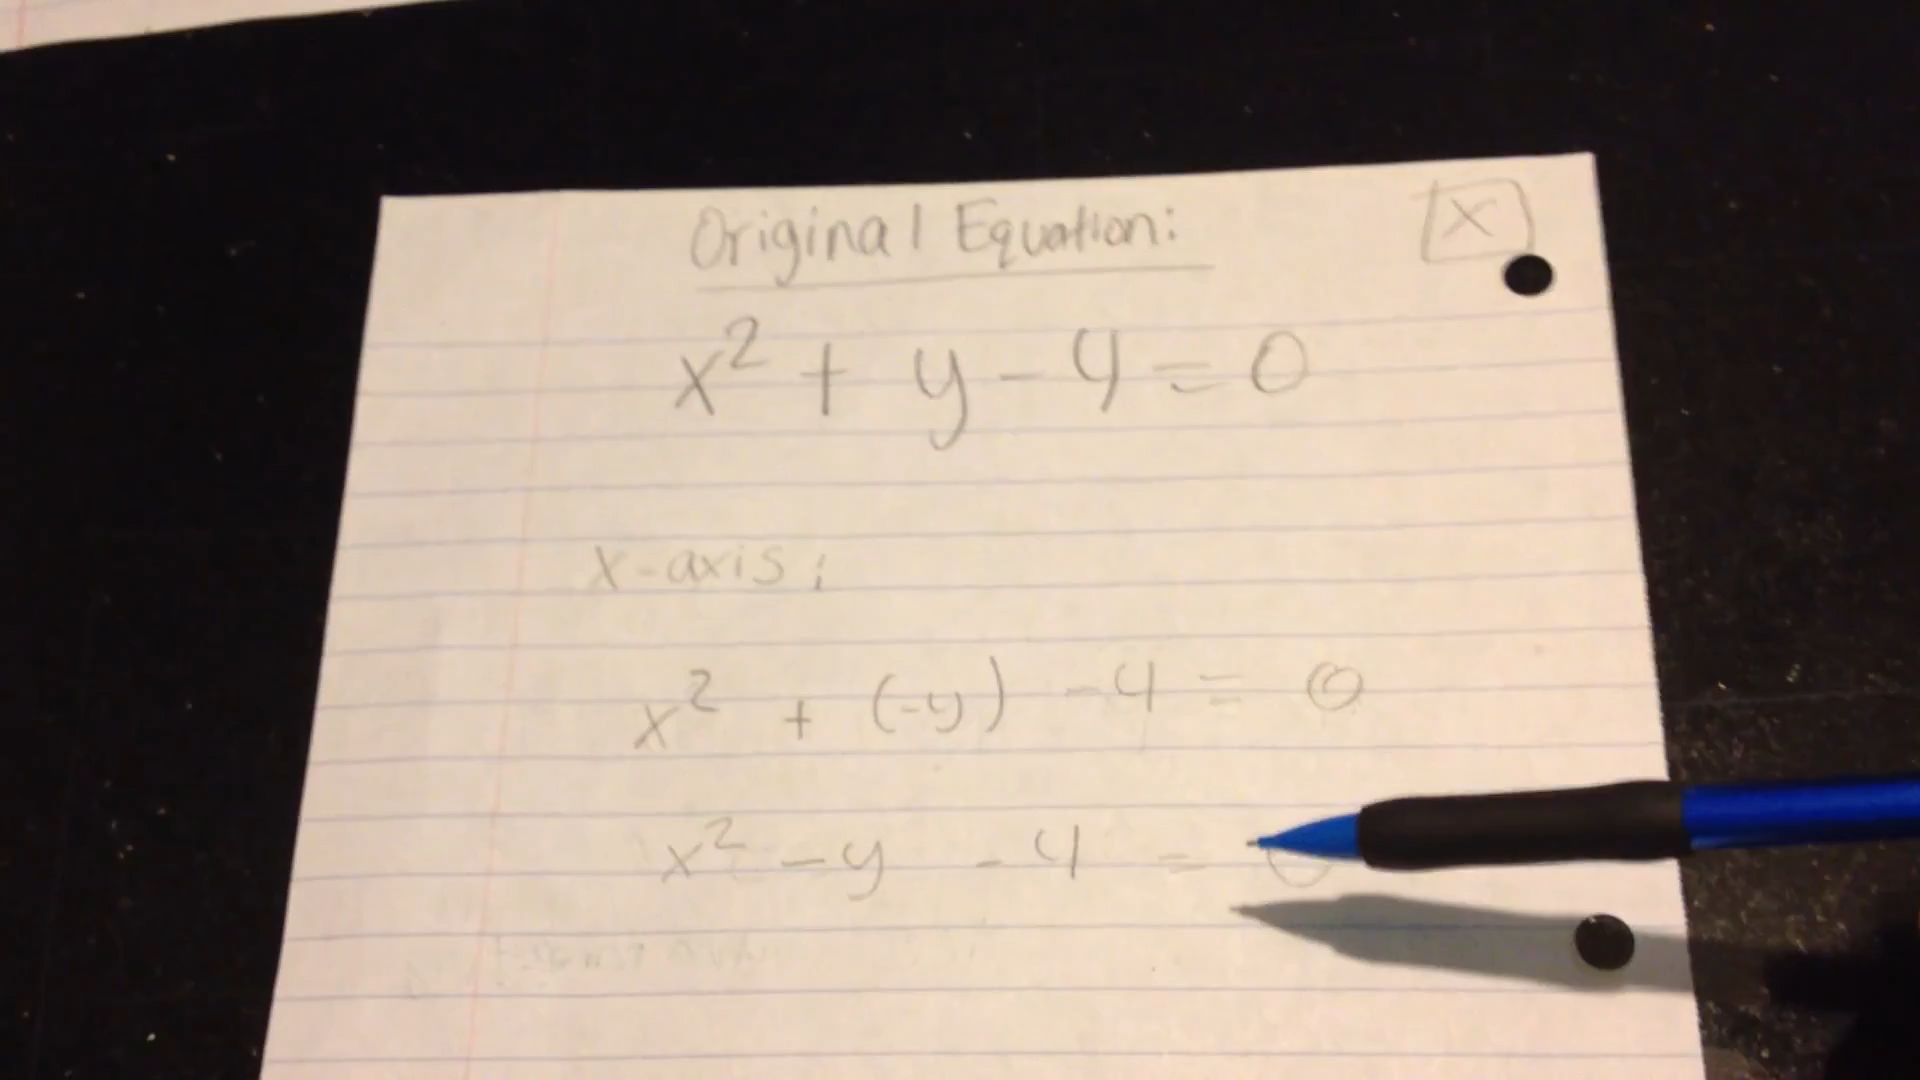 Original Equation:
X
x² + y - 4 = 0
x-axis:
x² + (-y) - 4 = 0
x² - y - 4 = 0